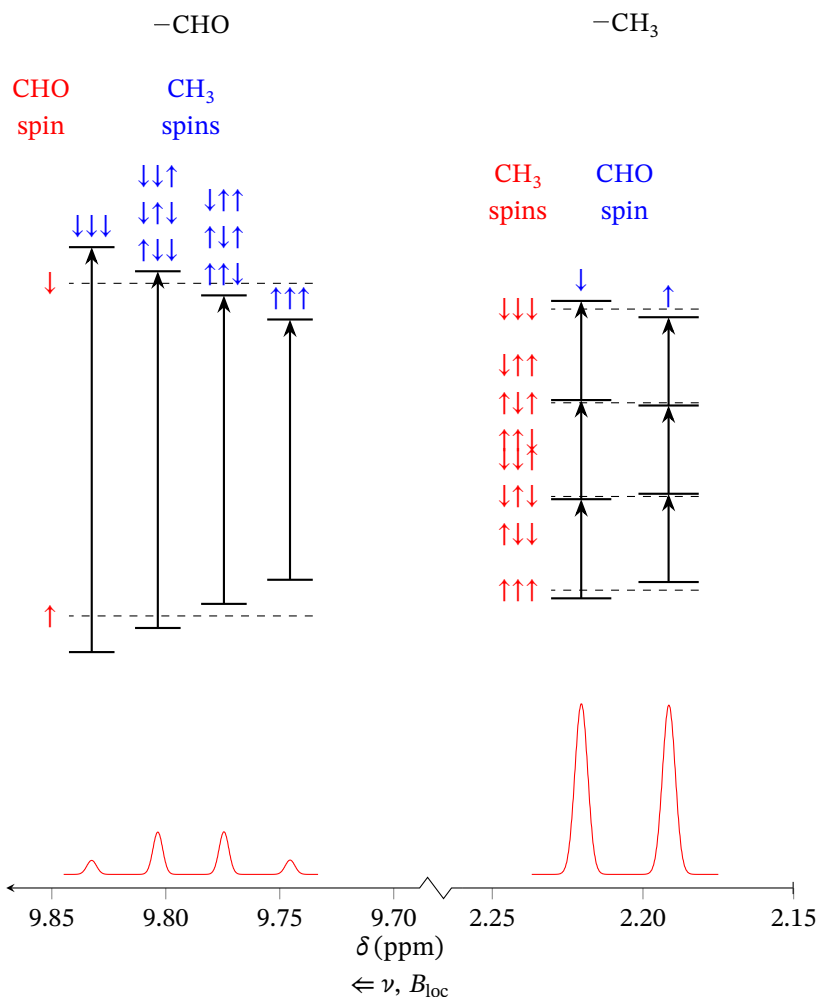 −CHO
−CH₃
CHO
spin
CH₃
spins
CH₃
spins
CHO
spin
↓↓↓
↓↓↑
↓↑↓
↑↓↓
↓↑↑
↑↓↑
↑↑↓
↑↑↑
↓
↑
↓
↑
↓↓↓
↓↑↑
↑↓↑
↑↑↓
↓↓↑
↓↑↓
↑↓↓
↑↑↑
9.85 9.80 9.75 9.70 2.25 2.20 2.15
δ (ppm)
⇐ ν, B_loc